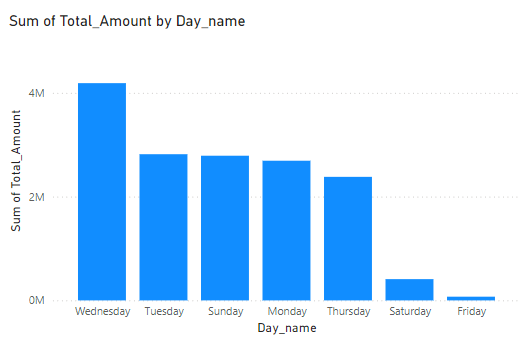 Sum of Total_Amount by Day_name
Sum of Total_Amount
4M
2M
0M
Wednesday Tuesday Sunday Monday Thursday Saturday Friday
Day_name